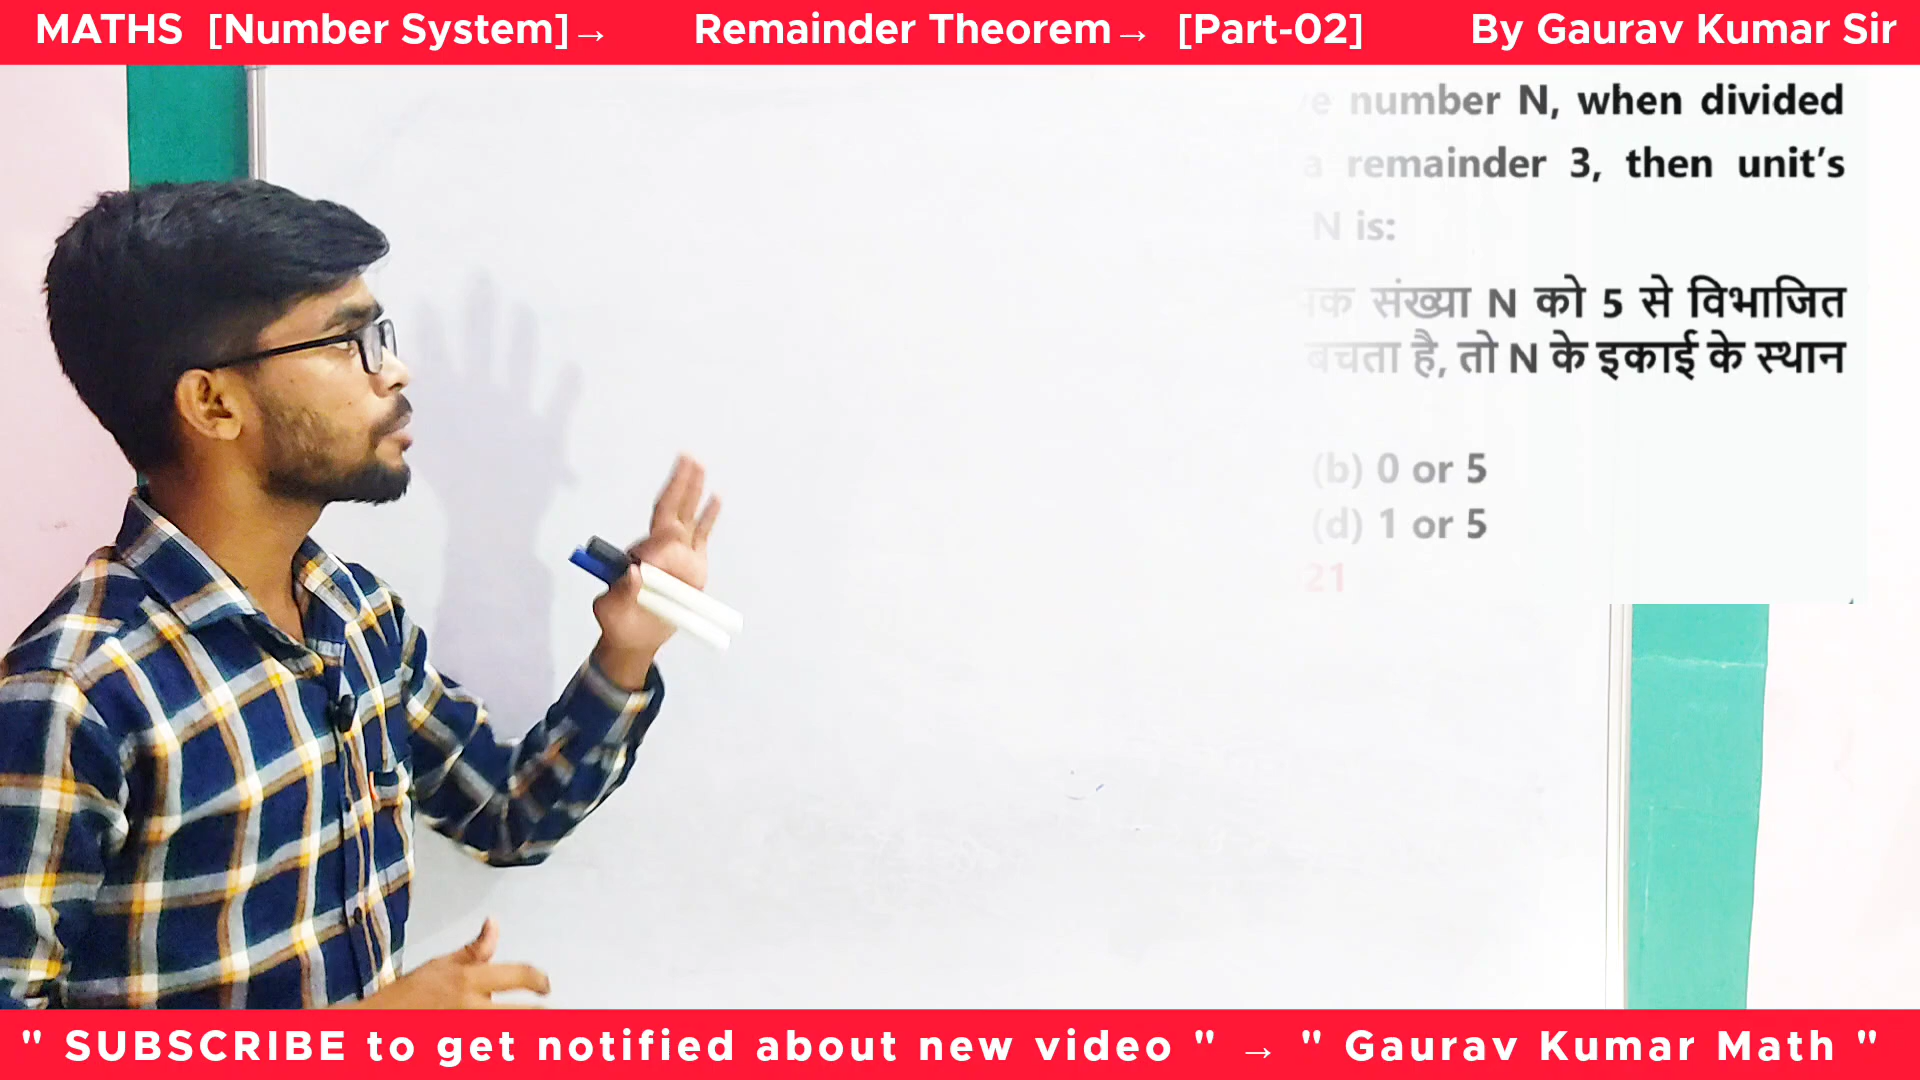 MATHS [Number System]→ Remainder Theorem→ [Part-02] By Gaurav Kumar Sir
number N, when divided
a remainder 3, then unit's
N is:
संख्या N को 5 से विभाजित
बचता है, तो N के इकाई के स्थान
(b) 0 or 5
(d) 1 or 5
21
" SUBSCRIBE to get notified about new video " → " Gaurav Kumar Math "